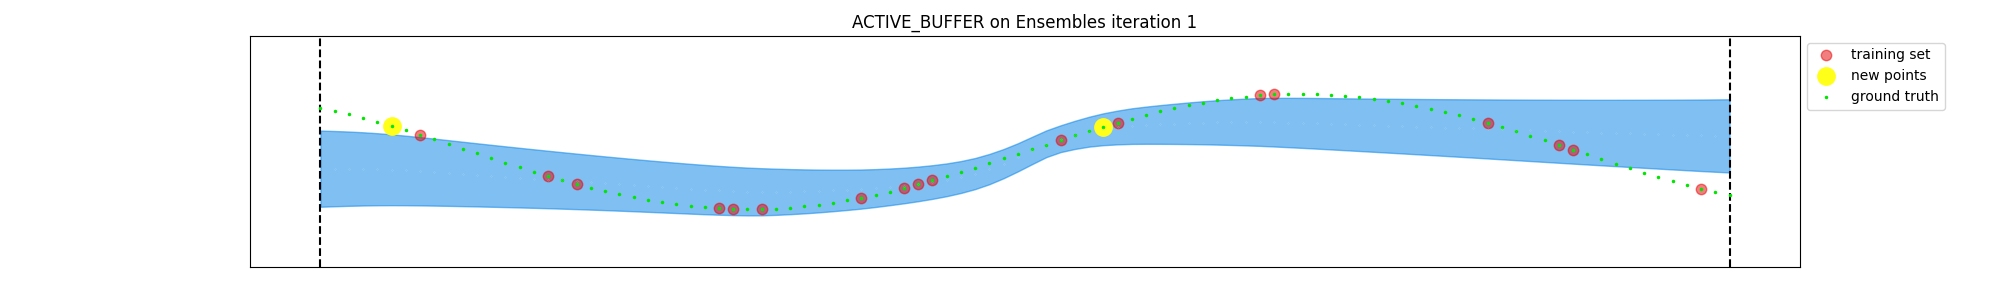 ACTIVE_BUFFER on Ensembles iteration 1
training set
new points
ground truth